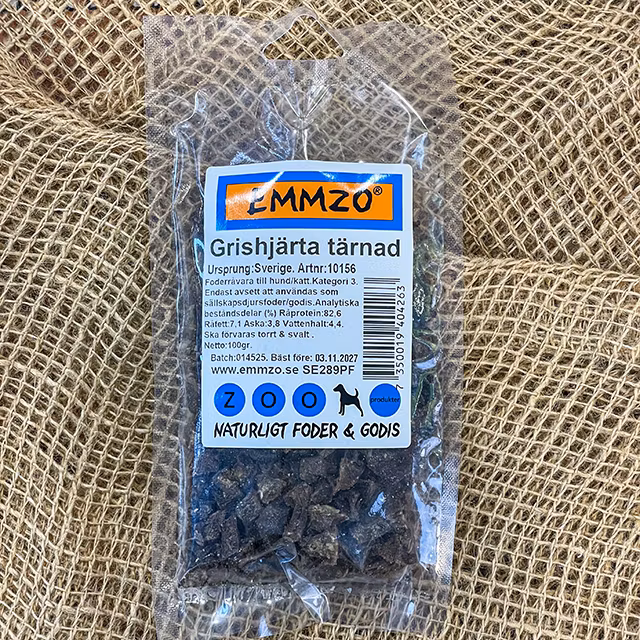 EMMZO®
Grishjärta tärnad
Ursprung:Sverige. Artnr:10156
Foderråvara till hund/katt.Kategori 3.
Endast avsett att användas som
sällskapsdjursfoder/godis.Analytiska
beståndsdelar (%) Råprotein:82,6
Råfett:7,1 Aska:3,8 Vattenhalt:4,4.
Ska förvaras torrt & svalt .
Netto:100gr.
Batch:014525. Bäst före: 03.11.2027
www.emmzo.se SE289PF
7 350019 404263
Z O O produkter
NATURLIGT FODER & GODIS